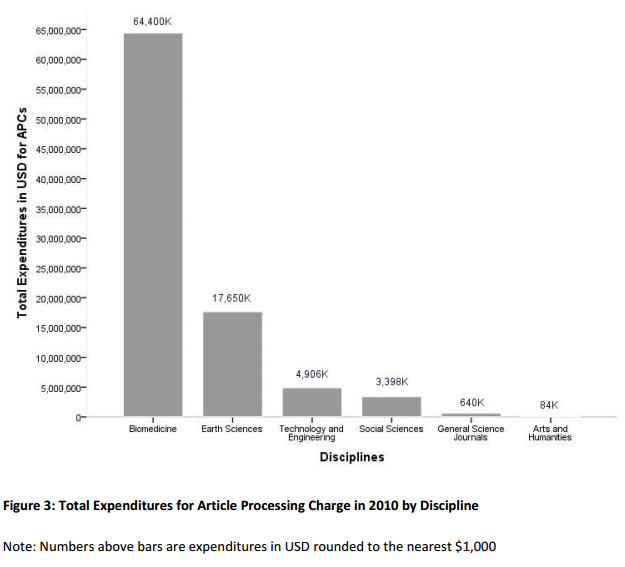 Total Expenditures in USD for APCs
65,000,000
60,000,000
55,000,000
50,000,000
45,000,000
40,000,000
35,000,000
30,000,000
25,000,000
20,000,000
15,000,000
10,000,000
5,000,000
0
64,400K
17,650K
4,906K
3,398K
640K
84K
Biomedicine
Earth Sciences
Technology and
Engineering
Social Sciences
General Science
Journals
Arts and
Humanities
Disciplines
Figure 3: Total Expenditures for Article Processing Charge in 2010 by Discipline
Note: Numbers above bars are expenditures in USD rounded to the nearest $1,000